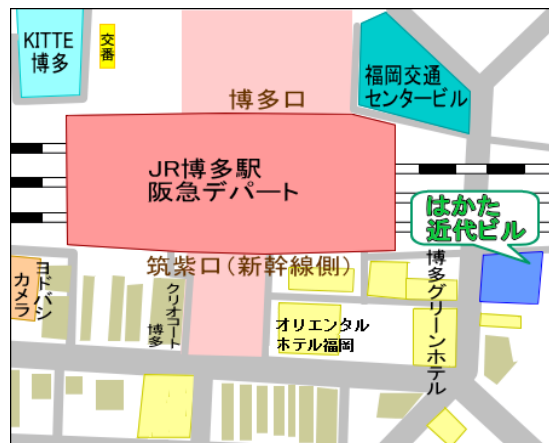 KITTE
博多
交番
福岡交通
センタービル
博多口
JR博多駅
阪急デパート
はかた
近代ビル
筑紫口(新幹線側)
ヨドバシ
カメラ
クリオコート
博多
オリエンタル
ホテル福岡
博多グリーンホテル